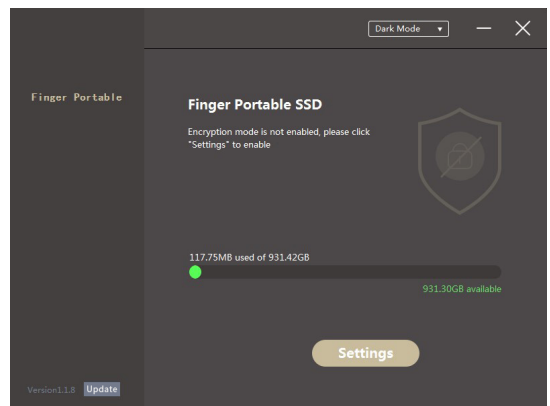 Dark Mode
Finger Portable
Finger Portable SSD
Encryption mode is not enabled, please click
"Settings" to enable
117.75MB used of 931.42GB
931.30GB available
Settings
Version1.1.8 Update